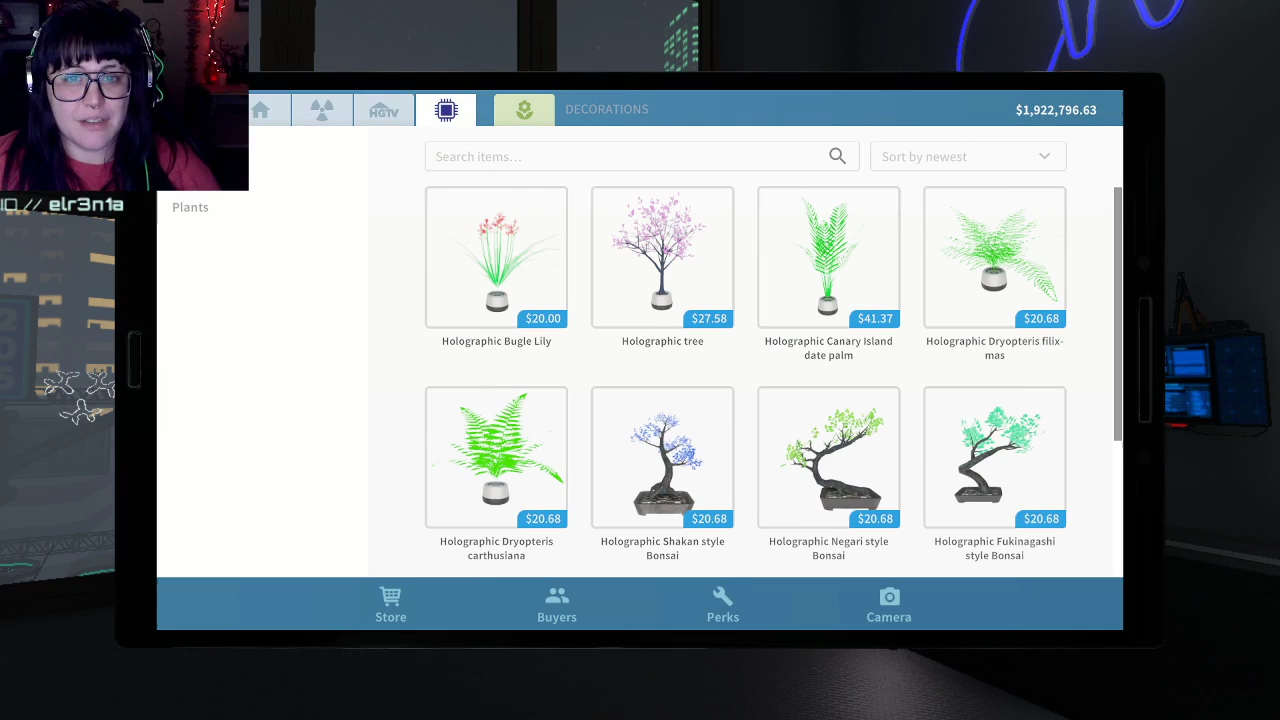 HGTV
DECORATIONS
$1,922,796.63
Search items...
Sort by newest
// elr3n1a
Plants
$20.00
$27.58
$41.37
$20.68
Holographic Bugle Lily
Holographic tree
Holographic Canary Island
date palm
Holographic Dryopteris filix-
mas
$20.68
$20.68
$20.68
$20.68
Holographic Dryopteris
carthusiana
Holographic Shakan style
Bonsai
Holographic Negari style
Bonsai
Holographic Fukinagashi
style Bonsai
Store
Buyers
Perks
Camera